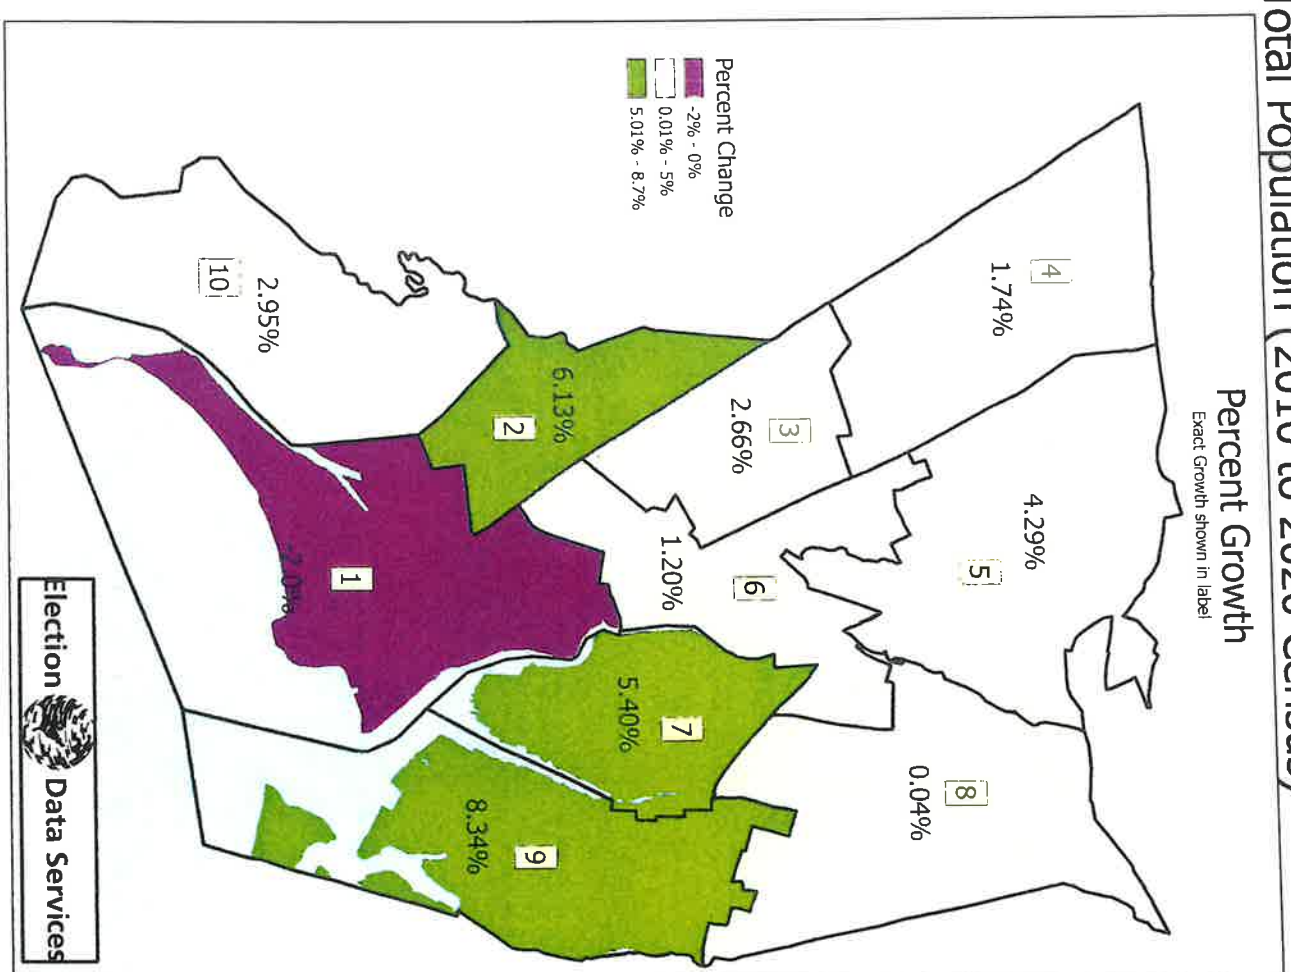 Total Population (2010 to 2020 Census)
Percent Growth
Exact Growth shown in label
4
1.74%
4.29%
5
8
0.04%
3
2.66%
6
1.20%
7
5.40%
Percent Change
-2% - 0%
0.01% - 5%
5.01% - 8.7%
6.13%
2
9
8.34%
1
-2.0%
2.95%
10
Election Data Services